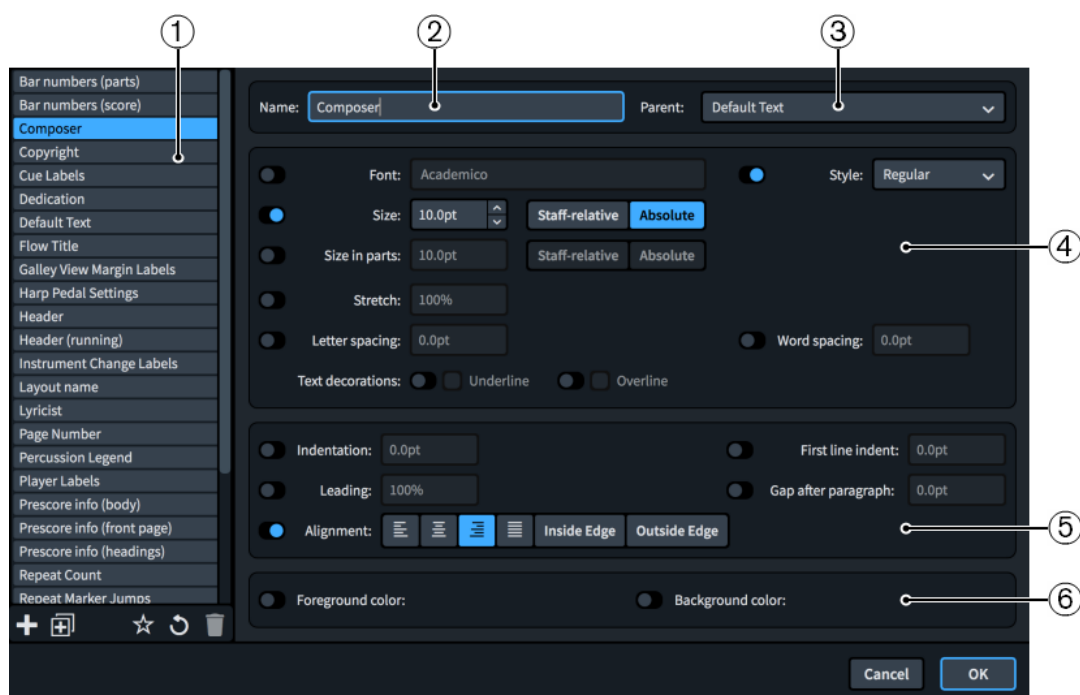 ① ② ③
Bar numbers (parts)
Bar numbers (score)
Composer
Copyright
Cue Labels
Dedication
Default Text
Flow Title
Galley View Margin Labels
Harp Pedal Settings
Header
Header (running)
Instrument Change Labels
Layout name
Lyricist
Page Number
Percussion Legend
Player Labels
Prescore info (body)
Prescore info (front page)
Prescore info (headings)
Repeat Count
Repeat Marker Jumps
Name: Composer Parent: Default Text
Font: Academico Style: Regular
Size: 10.0pt Staff-relative Absolute
④
Size in parts: 10.0pt Staff-relative Absolute
Stretch: 100%
Letter spacing: 0.0pt Word spacing: 0.0pt
Text decorations: Underline Overline
Indentation: 0.0pt First line indent: 0.0pt
Leading: 100% Gap after paragraph: 0.0pt
Alignment: Inside Edge Outside Edge ⑤
Foreground color: Background color: ⑥
Cancel OK